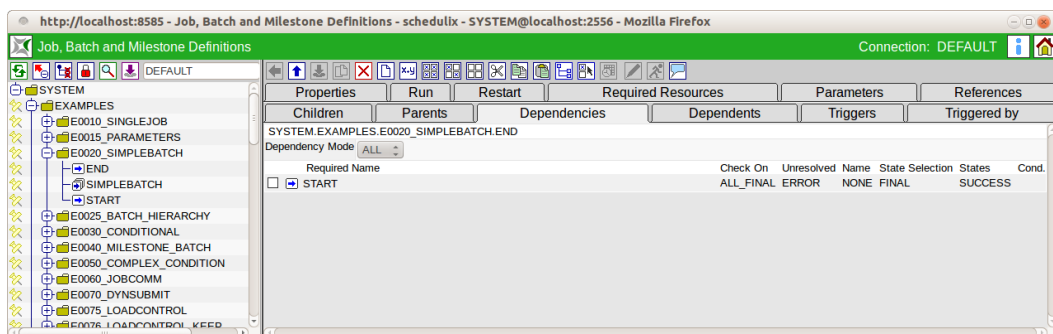 http://localhost:8585 - Job, Batch and Milestone Definitions - schedulix - SYSTEM@localhost:2556 - Mozilla Firefox
Job, Batch and Milestone Definitions
Connection: DEFAULT
DEFAULT
SYSTEM
EXAMPLES
E0010_SINGLEJOB
E0015_PARAMETERS
E0020_SIMPLEBATCH
END
SIMPLEBATCH
START
E0025_BATCH_HIERARCHY
E0030_CONDITIONAL
E0040_MILESTONE_BATCH
E0050_COMPLEX_CONDITION
E0060_JOBCOMM
E0070_DYNSUBMIT
E0075_LOADCONTROL
E0076_LOADCONTROL_KEEP
Properties Run Restart Required Resources Parameters References
Children Parents Dependencies Dependents Triggers Triggered by
SYSTEM.EXAMPLES.E0020_SIMPLEBATCH.END
Dependency Mode ALL
Required Name Check On Unresolved Name State Selection States Cond.
START ALL_FINAL ERROR NONE FINAL SUCCESS